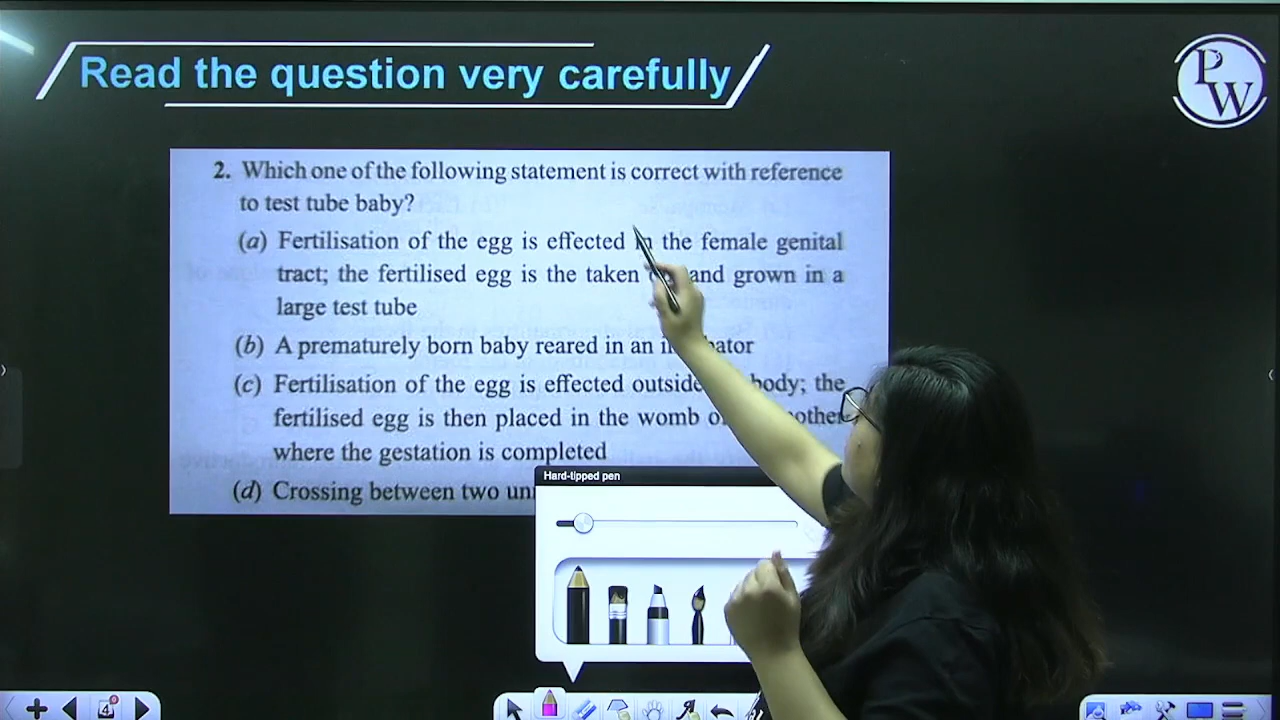 Read the question very carefully
PW
2. Which one of the following statement is correct with reference
to test tube baby?
(a) Fertilisation of the egg is effected in the female genital
tract; the fertilised egg is the taken and grown in a
large test tube
(b) A prematurely born baby reared in an
(c) Fertilisation of the egg is effected outside body; the
fertilised egg is then placed in the womb
where the gestation is completed
(d) Crossing between two
Hard-tipped pen
4